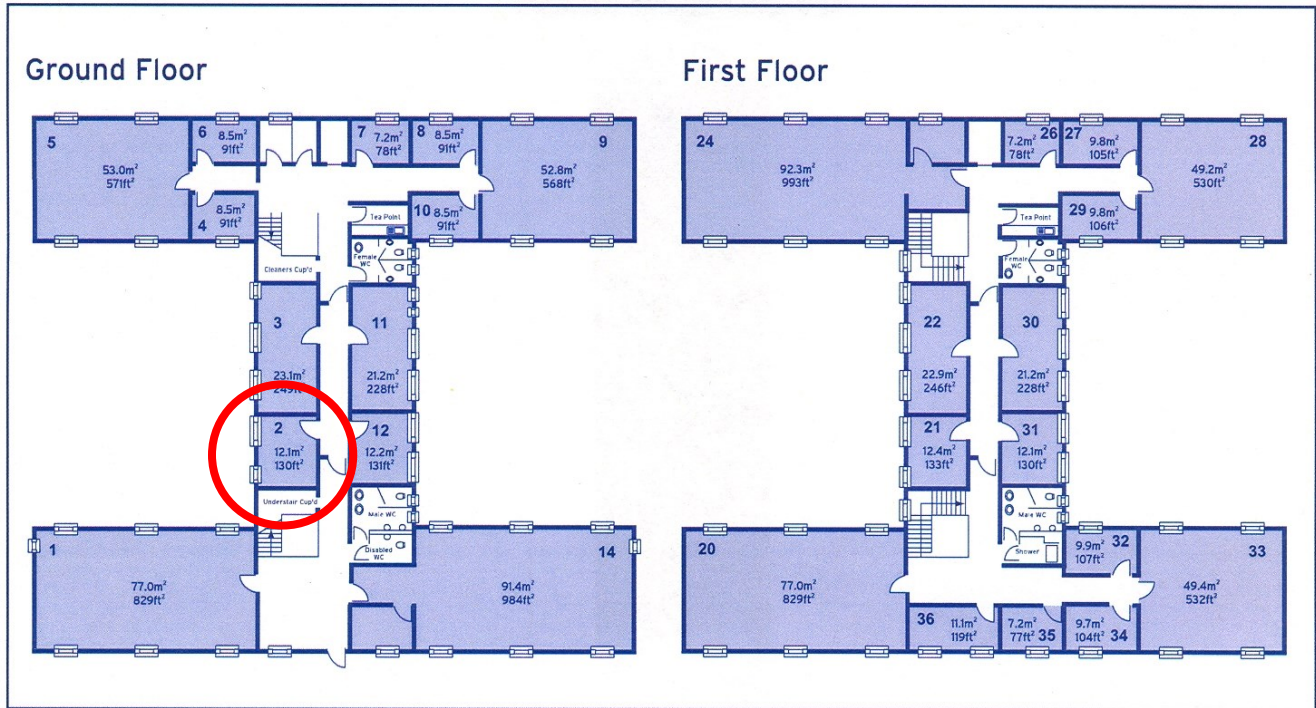 Ground Floor
5
53.0m²
571ft²
6
8.5m²
91ft²
4
8.5m²
91ft²
7
7.2m²
78ft²
8
8.5m²
91ft²
9
52.8m²
568ft²
10
8.5m²
91ft²
Tea Point
Female
WC
Cleaners Cup'd
3
23.1m²
249ft²
11
21.2m²
228ft²
2
12.1m²
130ft²
12
12.2m²
131ft²
Understair Cup'd
Male WC
Disabled
WC
1
77.0m²
829ft²
14
91.4m²
984ft²
First Floor
24
92.3m²
993ft²
26
7.2m²
78ft²
27
9.8m²
105ft²
28
49.2m²
530ft²
29
9.8m²
106ft²
Tea Point
Female
WC
22
22.9m²
246ft²
30
21.2m²
228ft²
21
12.4m²
133ft²
31
12.1m²
130ft²
Male WC
Shower
20
77.0m²
829ft²
32
9.9m²
107ft²
33
49.4m²
532ft²
36
11.1m²
119ft²
7.2m²
77ft²
35
9.7m²
104ft²
34